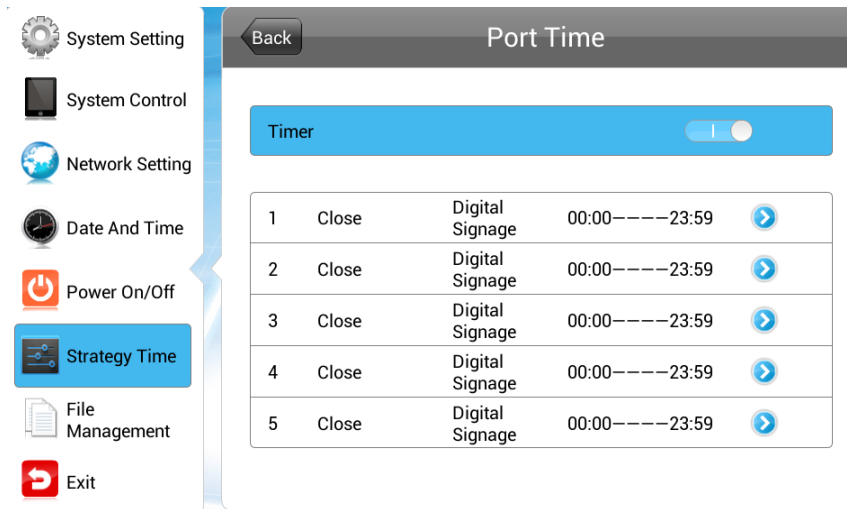 System Setting
System Control
Network Setting
Date And Time
Power On/Off
Strategy Time
File
Management
Exit
Back
Port Time
Timer
1 Close Digital Signage 00:00————23:59
2 Close Digital Signage 00:00————23:59
3 Close Digital Signage 00:00————23:59
4 Close Digital Signage 00:00————23:59
5 Close Digital Signage 00:00————23:59